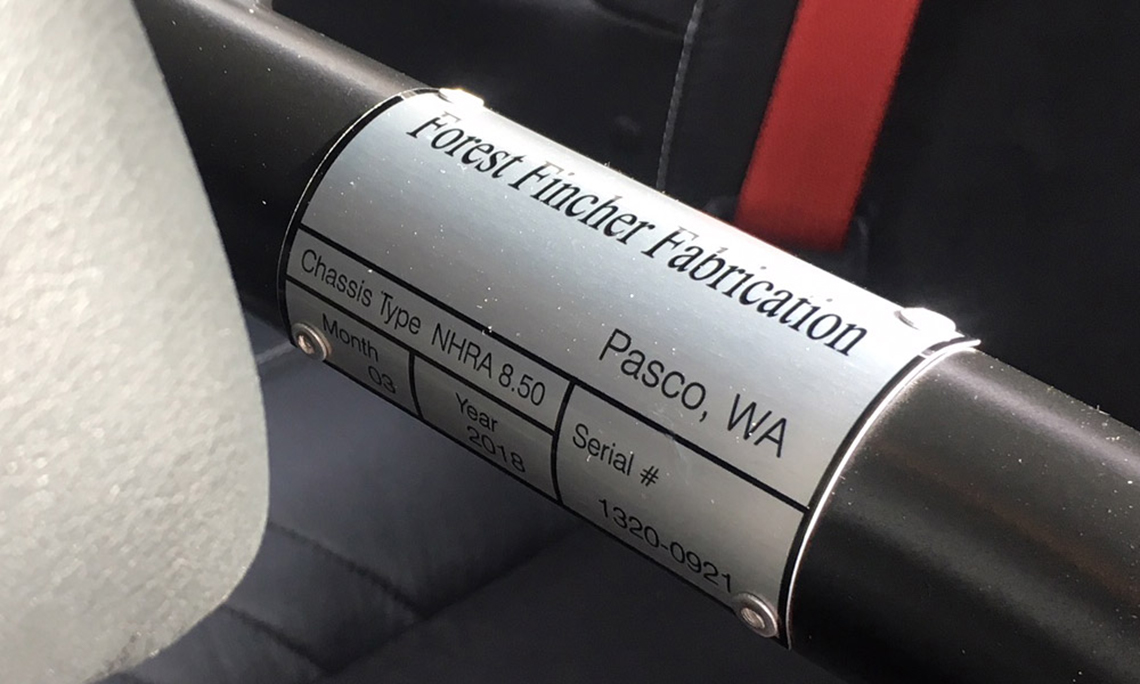 Forest Fincher Fabrication
Pasco, WA
Chassis Type NHRA 8.50
Month
03
Year
2018
Serial #
1320-0921